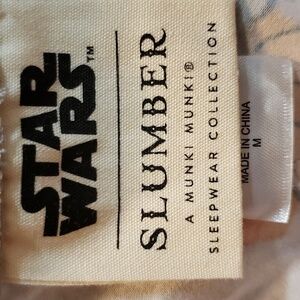 STAR
WARS™
SLUMBER
A MUNKI MUNKI®
SLEEPWEAR COLLECTION
MADE IN CHINA
M